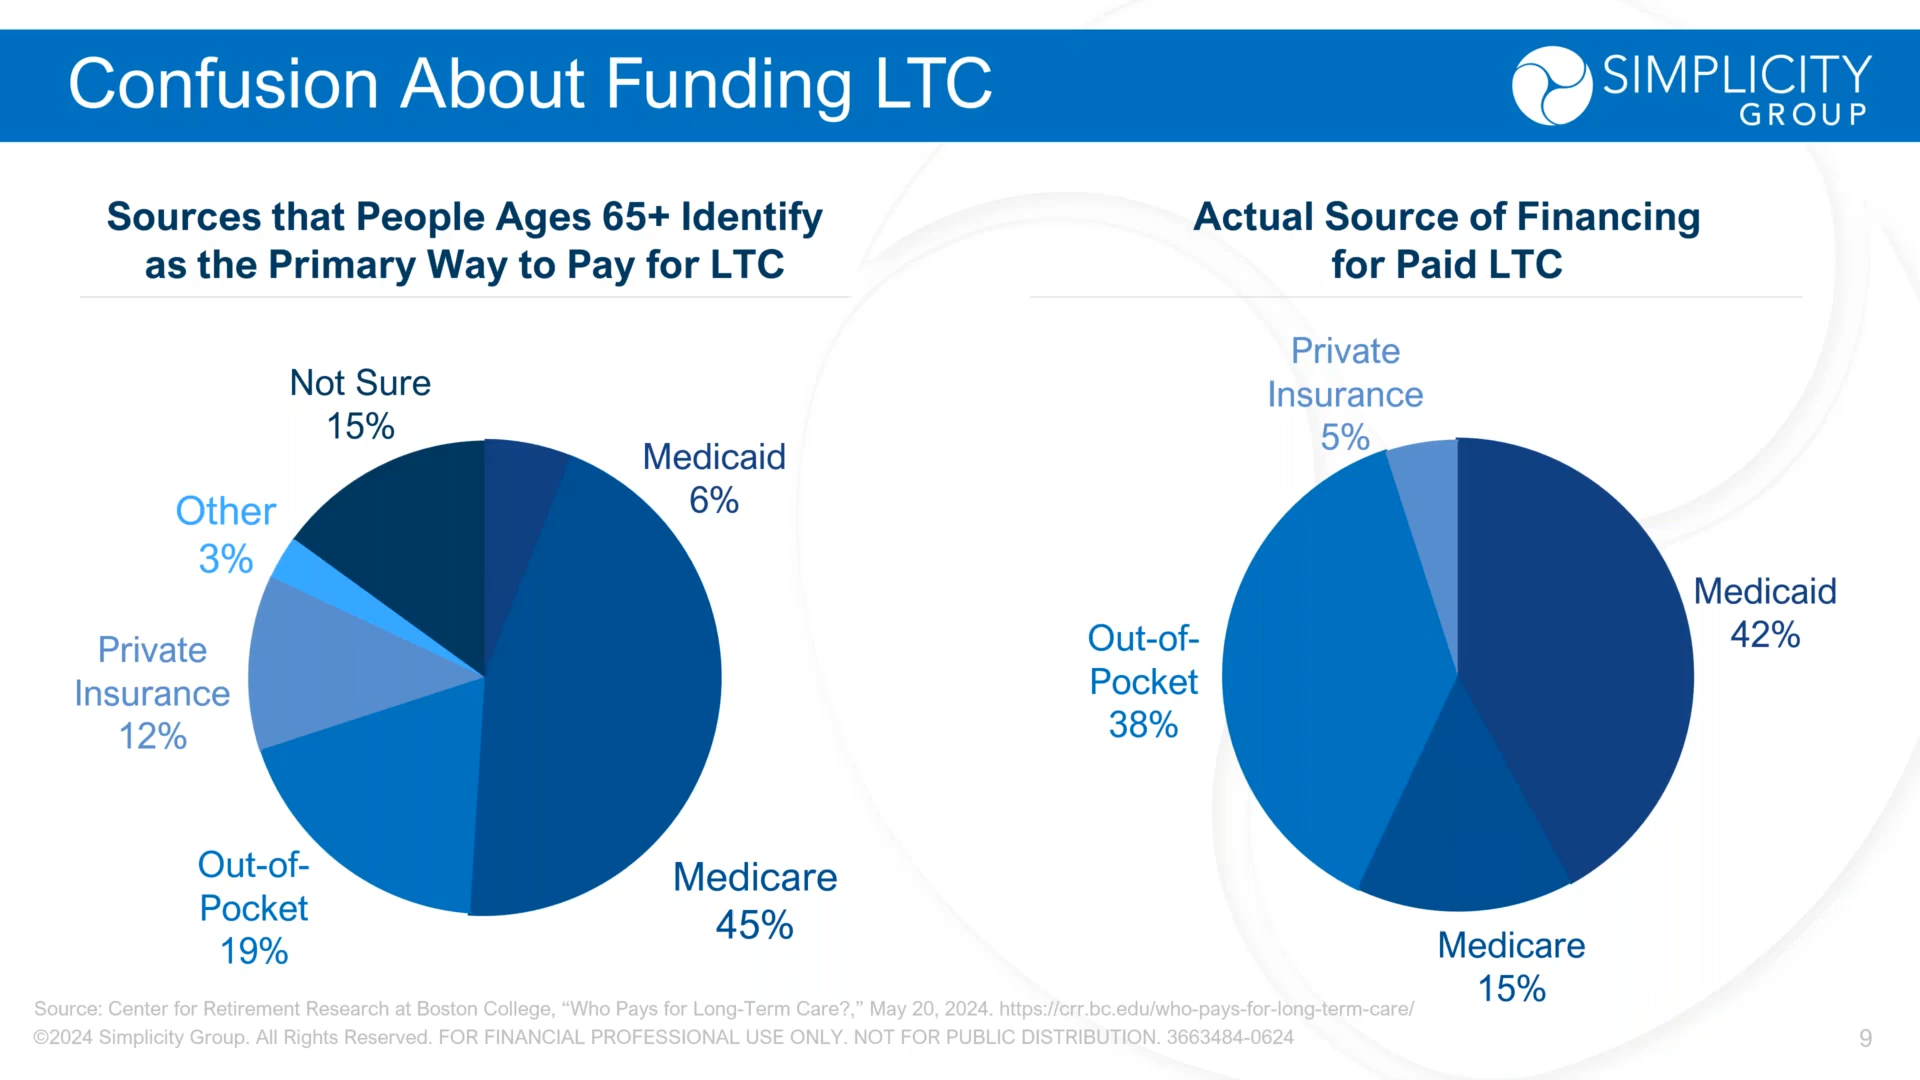 Confusion About Funding LTC
SIMPLICITY
GROUP
Sources that People Ages 65+ Identify
as the Primary Way to Pay for LTC
Not Sure
15%
Medicaid
6%
Other
3%
Private
Insurance
12%
Out-of-
Pocket
19%
Medicare
45%
Actual Source of Financing
for Paid LTC
Private
Insurance
5%
Medicaid
42%
Out-of-
Pocket
38%
Medicare
15%
Source: Center for Retirement Research at Boston College, “Who Pays for Long-Term Care?,” May 20, 2024. https://crr.bc.edu/who-pays-for-long-term-care/
©2024 Simplicity Group. All Rights Reserved. FOR FINANCIAL PROFESSIONAL USE ONLY. NOT FOR PUBLIC DISTRIBUTION. 3663484-0624
9